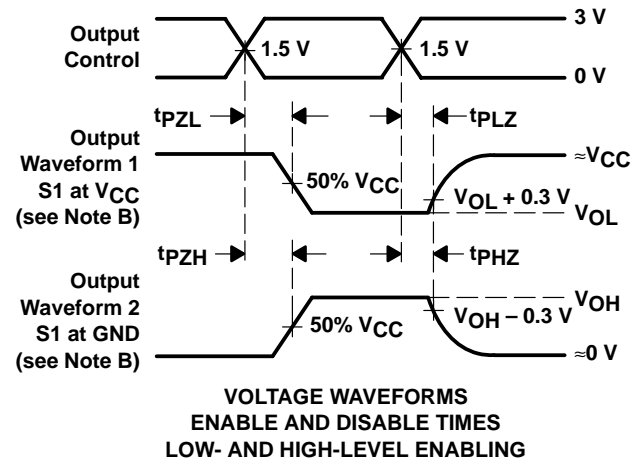 Output
Control
1.5 V
1.5 V
3 V
0 V
tPZL
tPLZ
Output
Waveform 1
S1 at VCC
(see Note B)
50% VCC
VOL + 0.3 V
≈VCC
VOL
tPZH
tPHZ
Output
Waveform 2
S1 at GND
(see Note B)
50% VCC
VOH – 0.3 V
VOH
≈0 V
VOLTAGE WAVEFORMS
ENABLE AND DISABLE TIMES
LOW- AND HIGH-LEVEL ENABLING